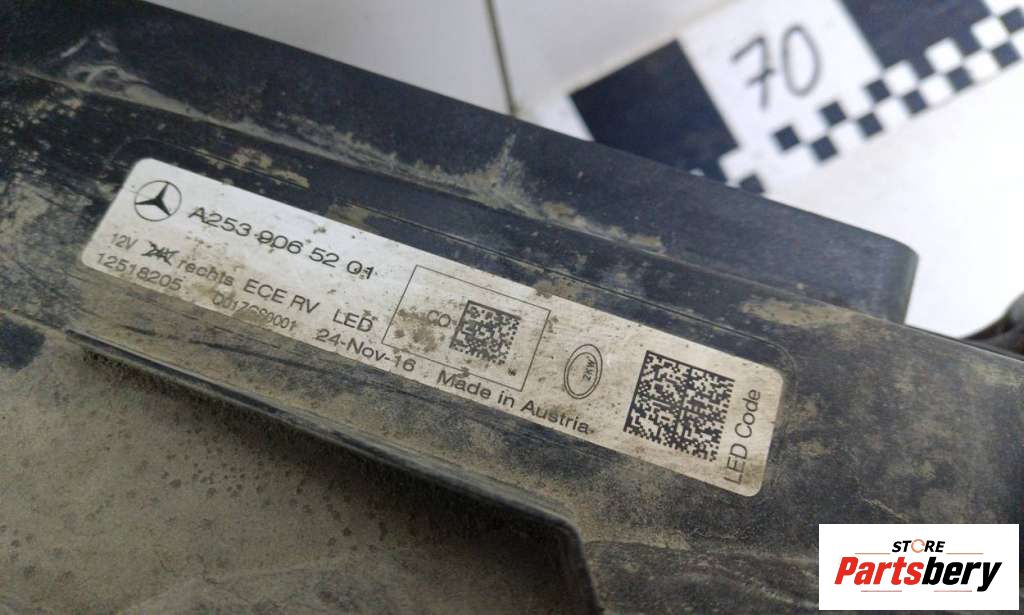 70
A253 906 52 01
12V rechts ECE RV LED
12518205 24-Nov-16 Made in Austria
ZKW
LED Code
STORE
Partsbery